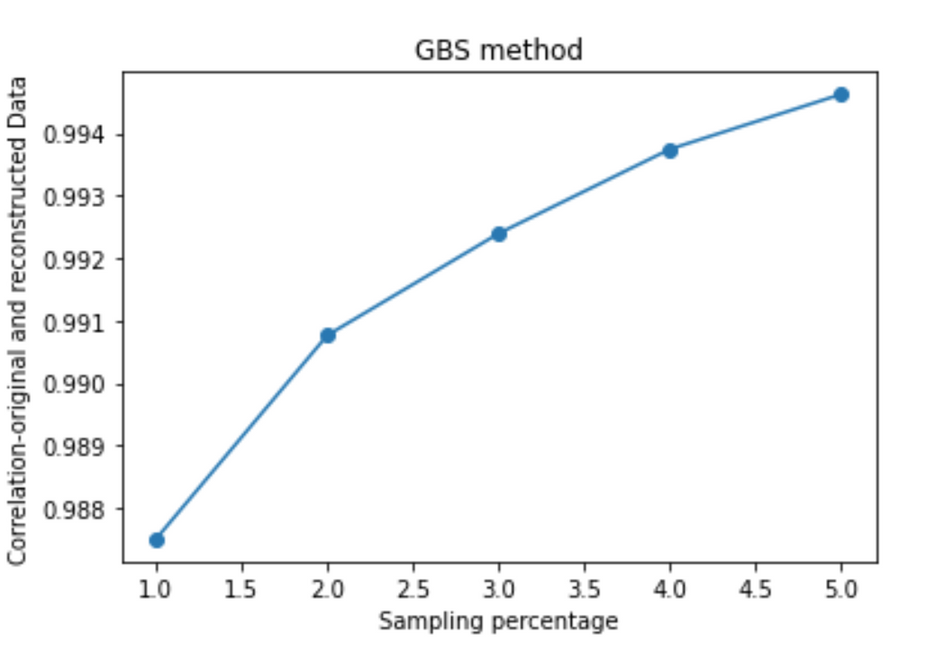 GBS method
Correlation-original and reconstructed Data
0.994
0.993
0.992
0.991
0.990
0.989
0.988
1.0 1.5 2.0 2.5 3.0 3.5 4.0 4.5 5.0
Sampling percentage